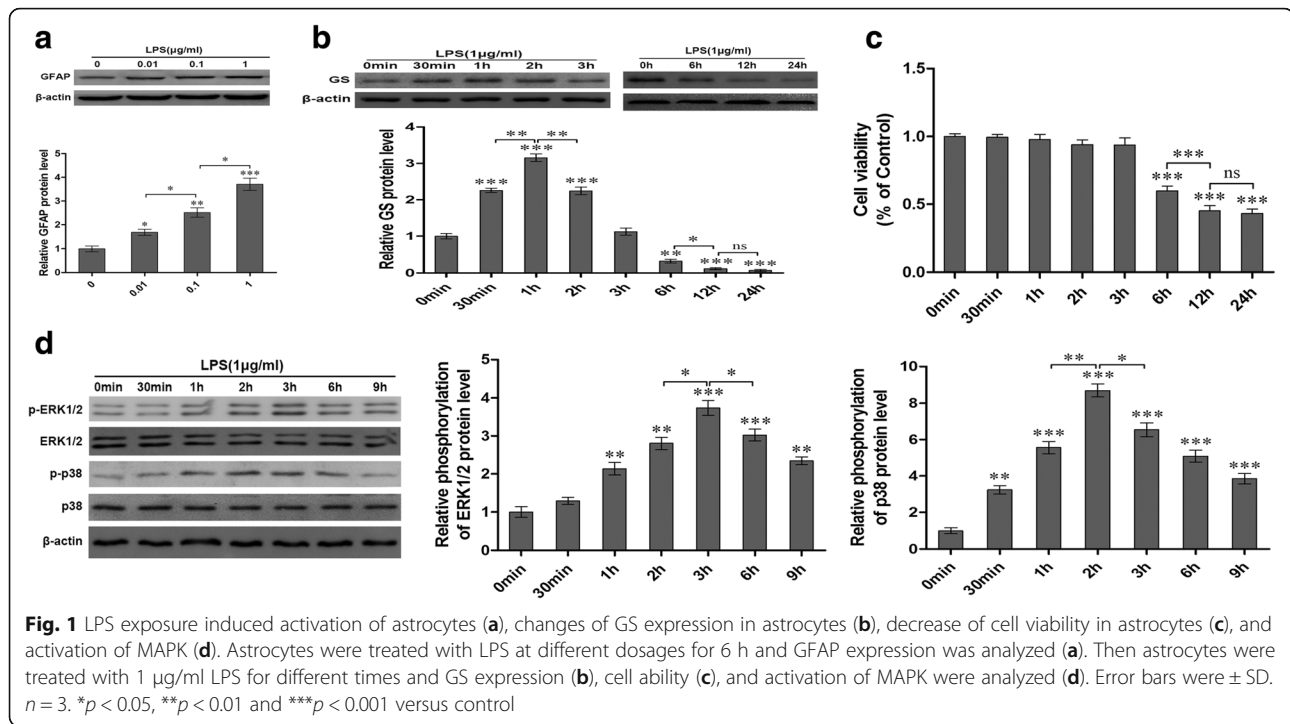 a
LPS(μg/ml)
0 0.01 0.1 1
GFAP
β-actin
Relative GFAP protein level
5
4
3
2
1
0
* ** ***
* *
0 0.01 0.1 1
b
LPS(1μg/ml)
0min 30min 1h 2h 3h
GS
β-actin
LPS(1μg/ml)
0h 6h 12h 24h
Relative GS protein level
4
3
2
1
0
** **
*** *** ***
* ns
** *** ***
0min 30min 1h 2h 3h 6h 12h 24h
c
Cell viability
(% of Control)
1.5
1.0
0.5
0.0
*** ns
*** *** ***
0min 30min 1h 2h 3h 6h 12h 24h
d
LPS(1μg/ml)
0min 30min 1h 2h 3h 6h 9h
p-ERK1/2
ERK1/2
p-p38
p38
β-actin
Relative phosphorylation
of ERK1/2 protein level
5
4
3
2
1
0
* *
** ** *** *** **
0min 30min 1h 2h 3h 6h 9h
Relative phosphorylation
of p38 protein level
10
8
6
4
2
0
** *
** *** *** *** *** ***
0min 30min 1h 2h 3h 6h 9h
Fig. 1 LPS exposure induced activation of astrocytes (a), changes of GS expression in astrocytes (b), decrease of cell viability in astrocytes (c), and
activation of MAPK (d). Astrocytes were treated with LPS at different dosages for 6 h and GFAP expression was analyzed (a). Then astrocytes were
treated with 1 μg/ml LPS for different times and GS expression (b), cell ability (c), and activation of MAPK were analyzed (d). Error bars were ± SD.
n = 3. *p < 0.05, **p < 0.01 and ***p < 0.001 versus control